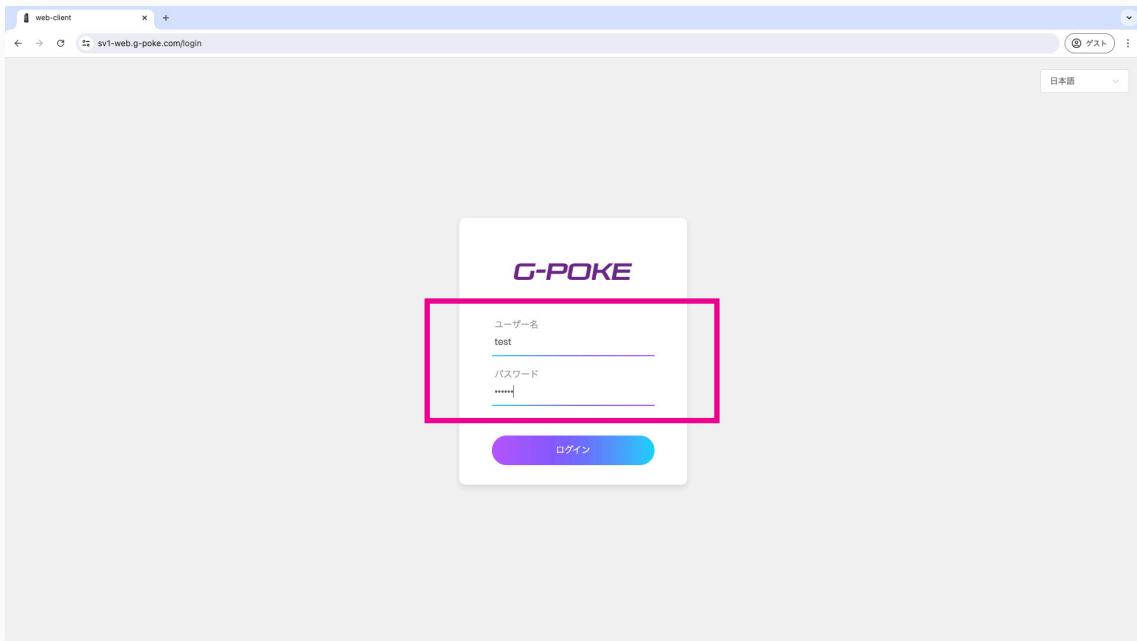 web-client
sv1-web.g-poke.com/login
ゲスト
日本語
G-POKE
ユーザー名
test
パスワード
••••••
ログイン